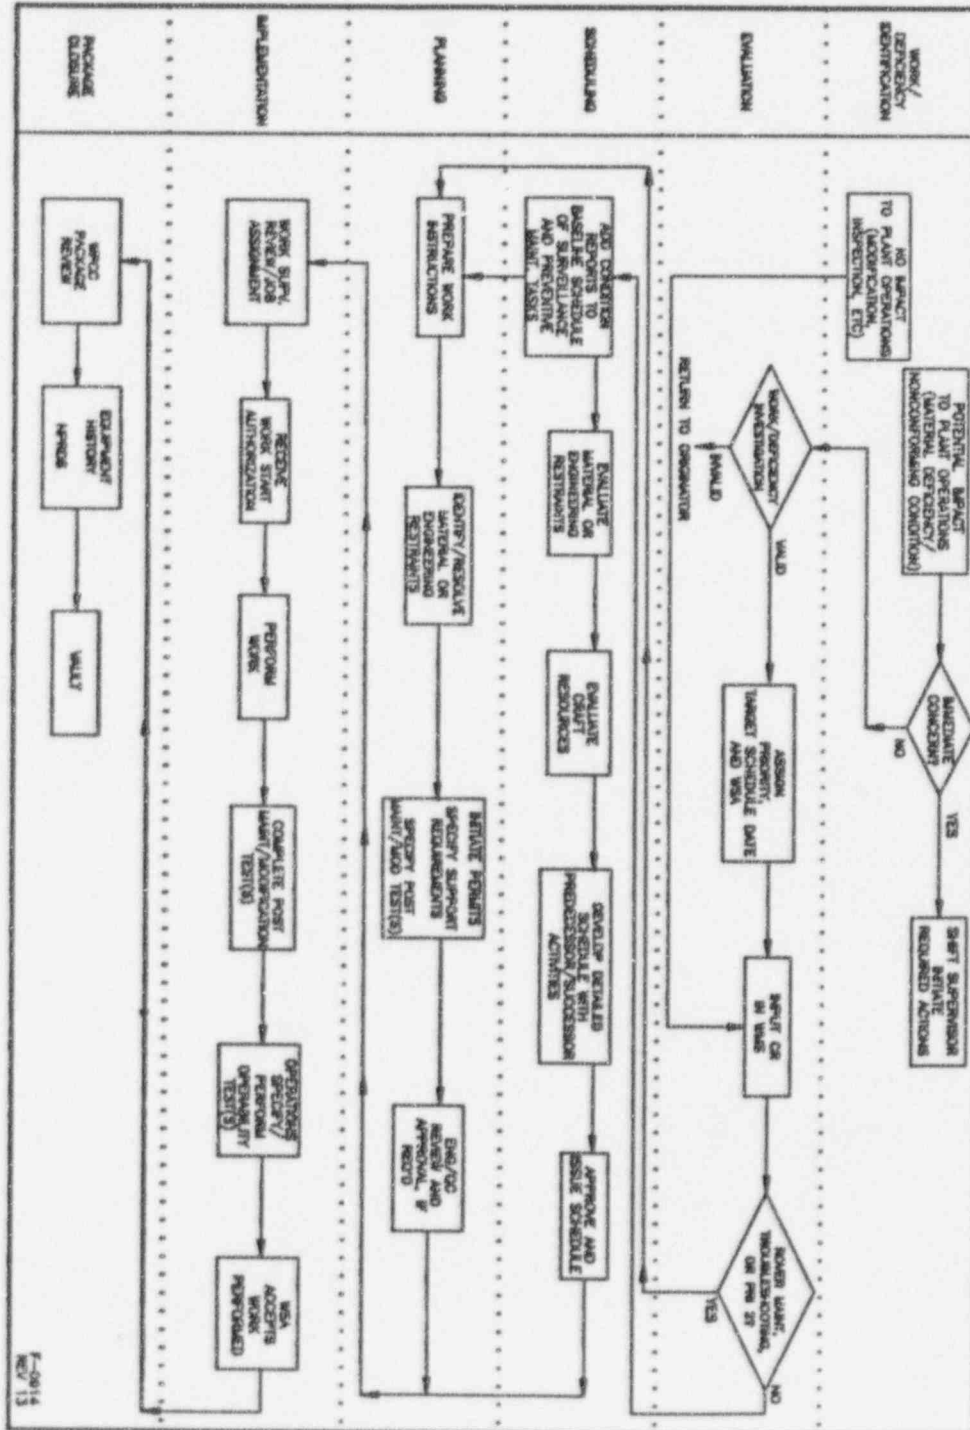 WORK/
DEFICIENCY
IDENTIFICATION
NO IMPACT
TO PLANT OPERATIONS
(MODIFICATION,
INSPECTION, ETC)
POTENTIAL IMPACT
TO PLANT OPERATIONS
(MATERIAL DEFICIENCY/
NONCONFORMING CONDITION)
IMMEDIATE
CONCERN?
YES
NO
SHIFT SUPERVISOR
INITIATE
REQUIRED ACTIONS
EVALUATION
WORK/DEFICIENCY
INVESTIGATION
VALID
INVALID
RETURN TO ORIGINATOR
ASSIGN
PRIORITY,
TARGET SCHEDULE DATE
AND WSA
INPUT CR
IN WMS
ROVER MAINT,
TROUBLESHOOTING,
OR PRI 2?
NO
YES
SCHEDULING
ADD CONDITION
REPORTS TO
BASELINE SCHEDULE
OF SURVEILLANCE
AND PREVENTIVE
MAINT. TASKS
EVALUATE
MATERIAL OR
ENGINEERING
RESTRAINTS
EVALUATE
CRAFT
RESOURCES
DEVELOP DETAILED
SCHEDULE WITH
PREDECESSOR/SUCCESSOR
ACTIVITIES
APPROVE AND
ISSUE SCHEDULE
PLANNING
PREPARE WORK
INSTRUCTIONS
IDENTIFY/RESOLVE
MATERIAL OR
ENGINEERING
RESTRAINTS
INITIATE PERMITS
SPECIFY SUPPORT
REQUIREMENTS
SPECIFY POST
MAINT/MOD TEST(S)
ENG/QC
REVIEW AND
APPROVAL, IF
REQ'D
IMPLEMENTATION
WORK SUPV.
REVIEW/JOB
ASSIGNMENT
RECEIVE
WORK START
AUTHORIZATION
PERFORM
WORK
COMPLETE POST
MAINT/MODIFICATION
TEST(S)
OPERATIONS
SPECIFY/
PERFORM
OPERABILITY
TEST(S)
WSA
ACCEPTS
WORK
PERFORMED
PACKAGE
CLOSURE
WPCC
PACKAGE
REVIEW
EQUIPMENT
HISTORY
NPRDS
VAULT
F-0014
REV 13